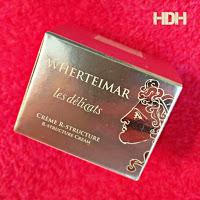 HDH
WHERTEIMAR
les délicats
CRÈME R-STRUCTURE
R-STRUCTURE CREAM